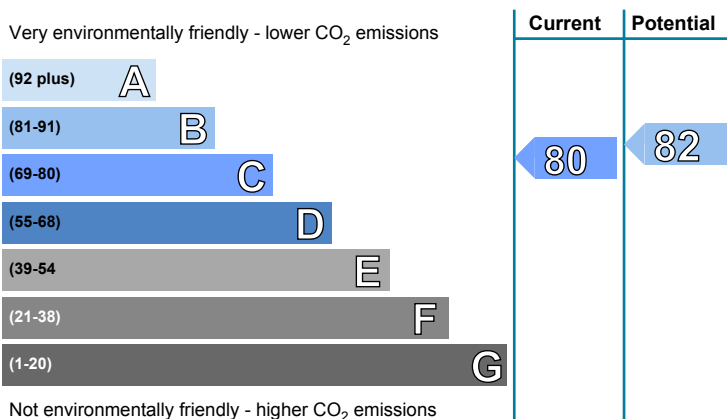 Very environmentally friendly - lower CO₂ emissions
Current Potential
(92 plus) A
(81-91) B
(69-80) C
(55-68) D
(39-54 E
(21-38) F
(1-20) G
80 82
Not environmentally friendly - higher CO₂ emissions